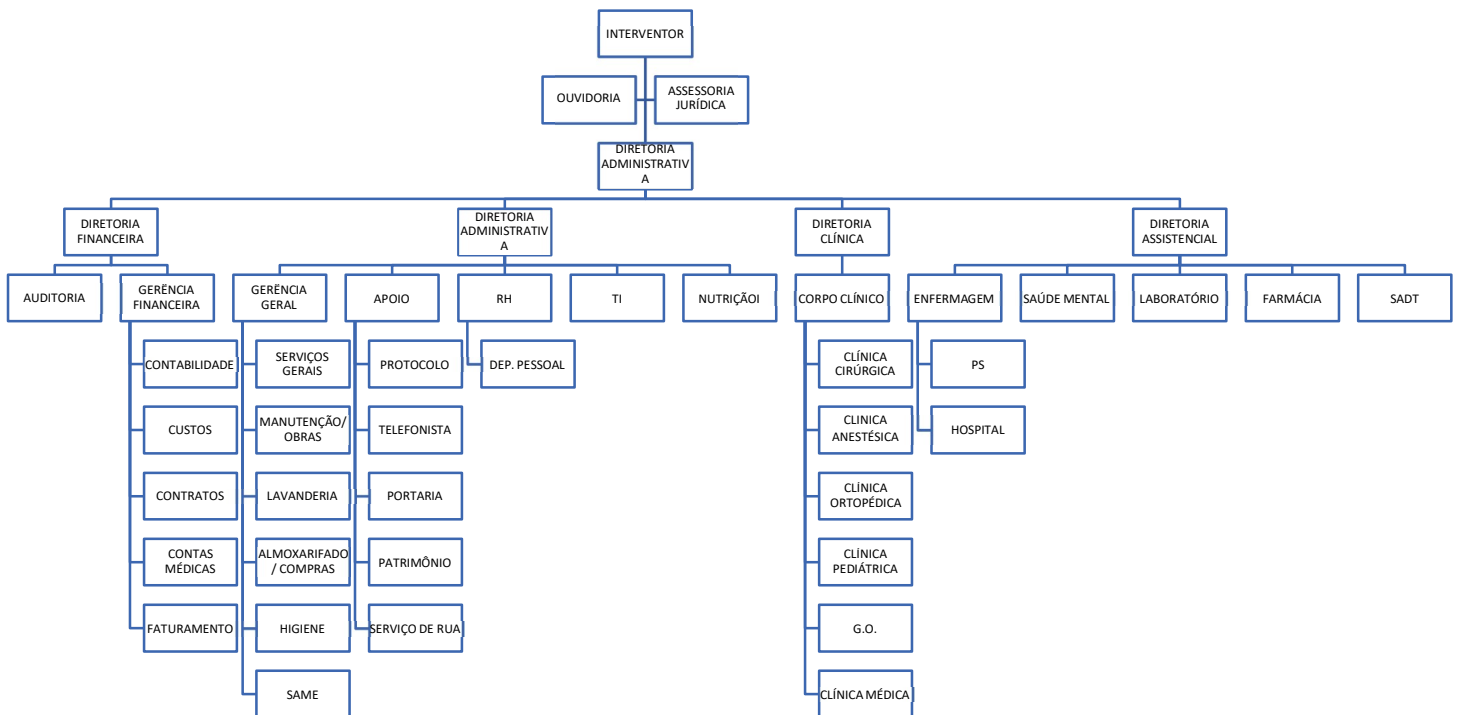 INTERVENTOR
OUVIDORIA
ASSESSORIA
JURÍDICA
DIRETORIA
ADMINISTRATIV
A
DIRETORIA
FINANCEIRA
DIRETORIA
ADMINISTRATIV
A
DIRETORIA
CLÍNICA
DIRETORIA
ASSISTENCIAL
AUDITORIA
GERËNCIA
FINANCEIRA
GERËNCIA
GERAL
APOIO
RH
TI
NUTRIÇÃOI
CORPO CLÍNICO
ENFERMAGEM
SAÚDE MENTAL
LABORATÓRIO
FARMÁCIA
SADT
CONTABILIDADE
SERVIÇOS
GERAIS
PROTOCOLO
DEP. PESSOAL
CLÍNICA
CIRÚRGICA
PS
CUSTOS
MANUTENÇÃO/
OBRAS
TELEFONISTA
CLINICA
ANESTÉSICA
HOSPITAL
CONTRATOS
LAVANDERIA
PORTARIA
CLÍNICA
ORTOPÉDICA
CONTAS
MÉDICAS
ALMOXARIFADO
/ COMPRAS
PATRIMÔNIO
CLÍNICA
PEDIÁTRICA
FATURAMENTO
HIGIENE
SERVIÇO DE RUA
G.O.
SAME
CLÍNICA MÉDICA